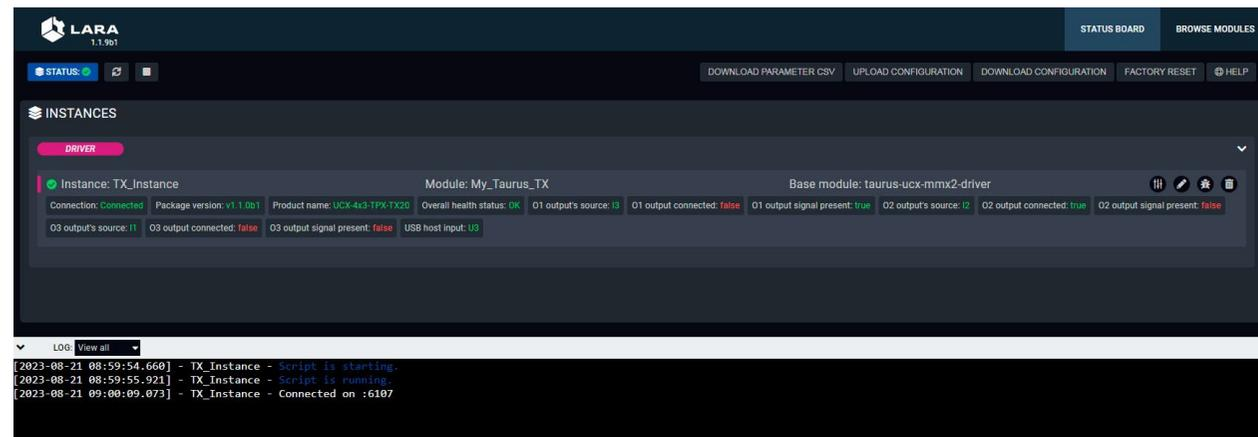 LARA
1.1.9b1
STATUS BOARD
BROWSE MODULES
STATUS:
DOWNLOAD PARAMETER CSV
UPLOAD CONFIGURATION
DOWNLOAD CONFIGURATION
FACTORY RESET
HELP
INSTANCES
DRIVER
Instance: TX_Instance
Module: My_Taurus_TX
Base module: taurus-ucx-mmx2-driver
Connection: Connected
Package version: v1.1.0b1
Product name: UCX-4x3-TPX-TX20
Overall health status: OK
O1 output's source: I3
O1 output connected: false
O1 output signal present: true
O2 output's source: I2
O2 output connected: true
O2 output signal present: false
O3 output's source: I1
O3 output connected: false
O3 output signal present: false
USB host input: U3
LOG: View all
[2023-08-21 08:59:54.660] - TX_Instance - Script is starting.
[2023-08-21 08:59:55.921] - TX_Instance - Script is running.
[2023-08-21 09:00:09.073] - TX_Instance - Connected on :6107